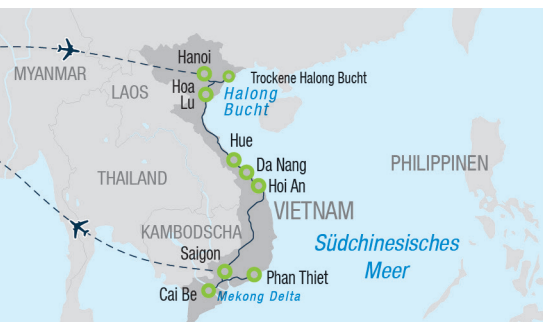 Hanoi
Trockene Halong Bucht
MYANMAR
LAOS
Hoa
Lu
Halong
Bucht
Hue
Da Nang
Hoi An
PHILIPPINEN
THAILAND
VIETNAM
KAMBODSCHA
Südchinesisches
Meer
Saigon
Phan Thiet
Cai Be
Mekong Delta